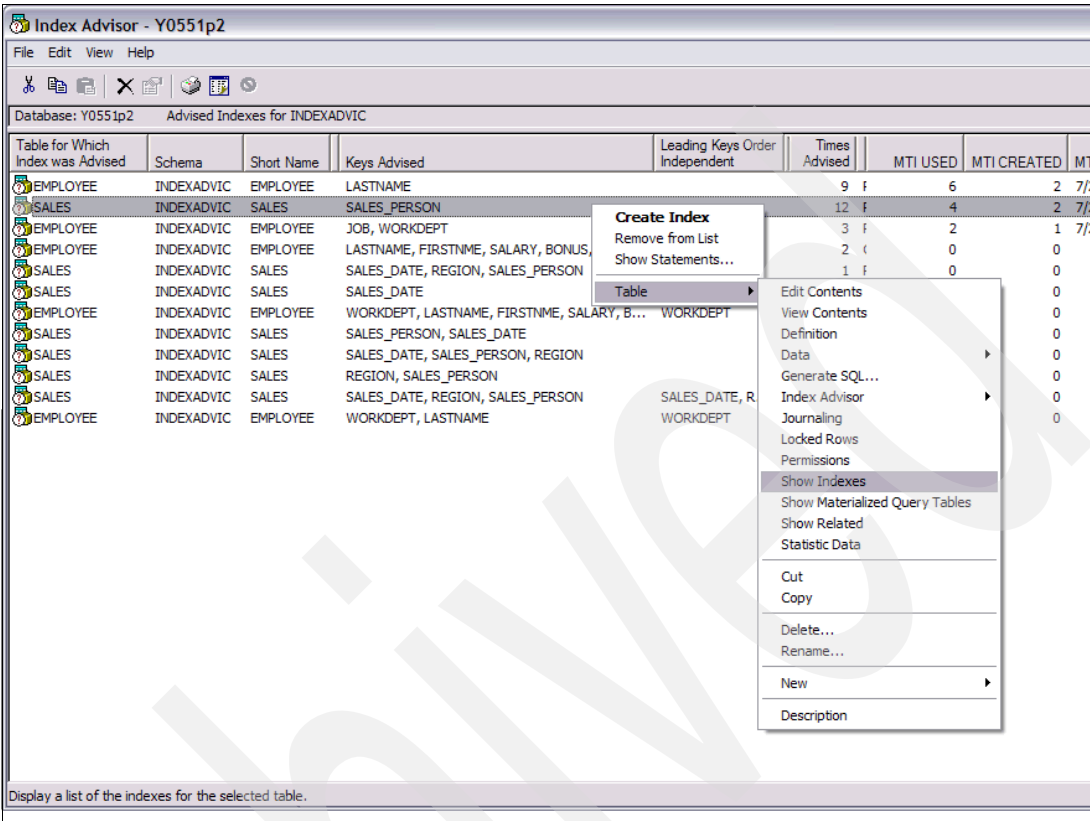 Index Advisor - Y0551p2
File Edit View Help
Database: Y0551p2 Advised Indexes for INDEXADVIC
Table for Which Index was Advised Schema Short Name Keys Advised Leading Keys Order Independent Times Advised MTI USED MTI CREATED MT
EMPLOYEE INDEXADVIC EMPLOYEE LASTNAME 9 F 6 2 7/
SALES INDEXADVIC SALES SALES_PERSON 12 F 4 2 7/
EMPLOYEE INDEXADVIC EMPLOYEE JOB, WORKDEPT 3 F 2 1 7/
EMPLOYEE INDEXADVIC EMPLOYEE LASTNAME, FIRSTNME, SALARY, BONUS, 2 0 0
SALES INDEXADVIC SALES SALES_DATE, REGION, SALES_PERSON 1 F 0 0
SALES INDEXADVIC SALES SALES_DATE 0
EMPLOYEE INDEXADVIC EMPLOYEE WORKDEPT, LASTNAME, FIRSTNME, SALARY, B... WORKDEPT 0
SALES INDEXADVIC SALES SALES_PERSON, SALES_DATE 0
SALES INDEXADVIC SALES SALES_DATE, SALES_PERSON, REGION 0
SALES INDEXADVIC SALES REGION, SALES_PERSON 0
SALES INDEXADVIC SALES SALES_DATE, REGION, SALES_PERSON SALES_DATE, R 0
EMPLOYEE INDEXADVIC EMPLOYEE WORKDEPT, LASTNAME WORKDEPT 0
Create Index
Remove from List
Show Statements...
Table
Edit Contents
View Contents
Definition
Data
Generate SQL...
Index Advisor
Journaling
Locked Rows
Permissions
Show Indexes
Show Materialized Query Tables
Show Related
Statistic Data
Cut
Copy
Delete...
Rename...
New
Description
Display a list of the indexes for the selected table.